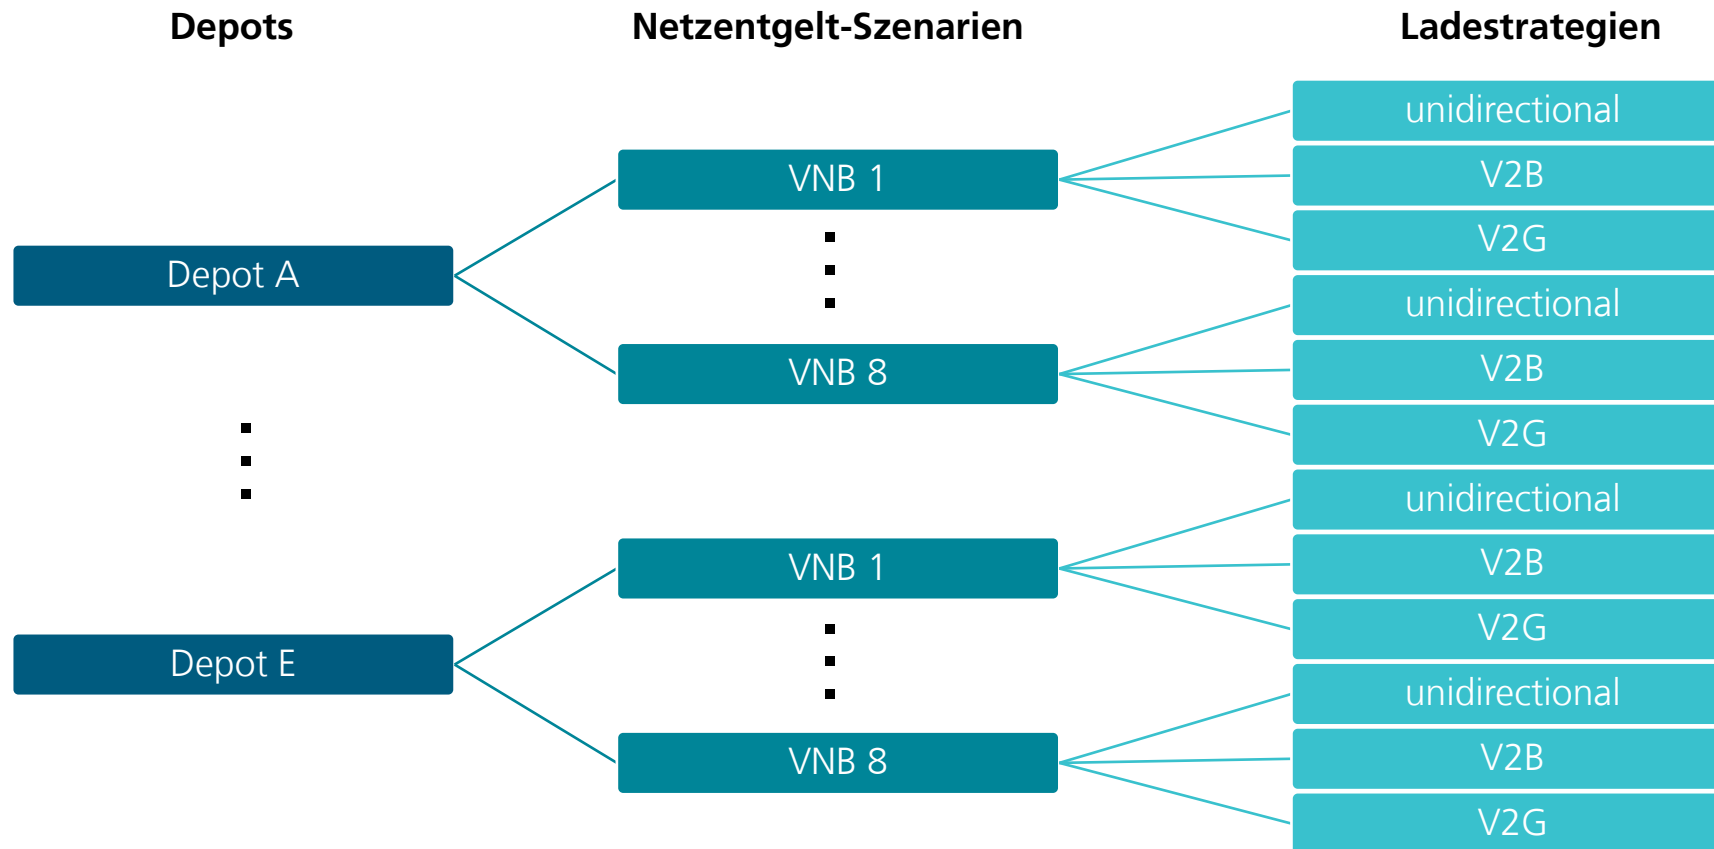 Depots
Netzentgelt-Szenarien
Ladestrategien
Depot A
VNB 1
unidirectional
V2B
V2G
VNB 8
unidirectional
V2B
V2G
Depot E
VNB 1
unidirectional
V2B
V2G
VNB 8
unidirectional
V2B
V2G